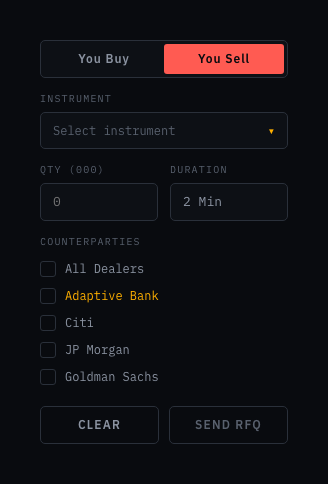 You Buy You Sell
INSTRUMENT
Select instrument ▾
QTY (000) DURATION
0 2 Min
COUNTERPARTIES
All Dealers
Adaptive Bank
Citi
JP Morgan
Goldman Sachs
CLEAR SEND RFQ